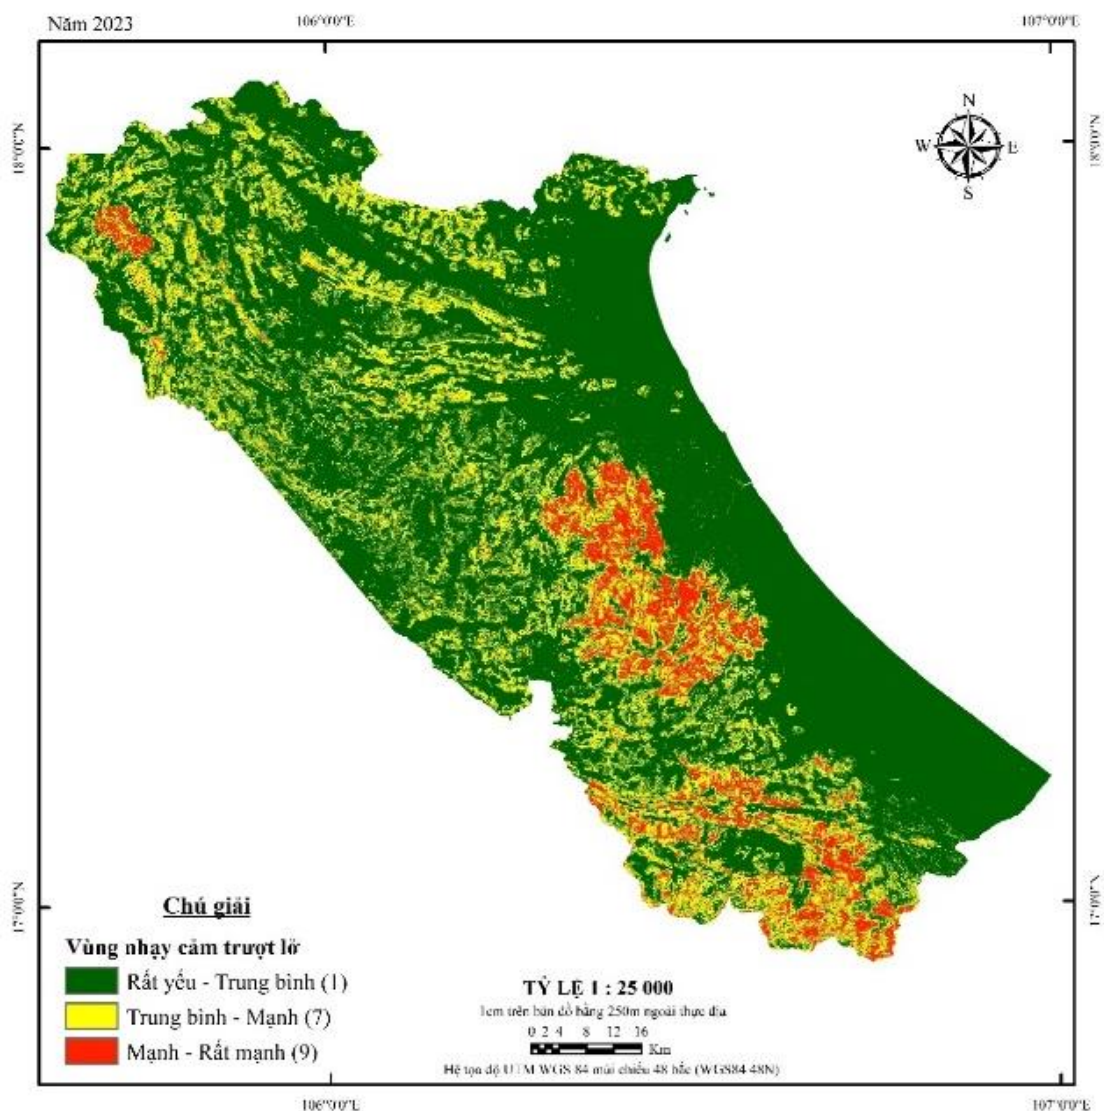 Năm 2023
106°0'0"E
107°0'0"E
18°0'0"N
18°0'0"N
N
W
E
S
17°0'0"N
17°0'0"N
Chú giải
Vùng nhạy cảm trượt lở
Rất yếu - Trung bình (1)
Trung bình - Mạnh (7)
Mạnh - Rất mạnh (9)
TỶ LỆ 1 : 25 000
1cm trên bản đồ bằng 250m ngoài thực địa
0 2 4 8 12 16
Km
Hệ tọa độ UTM WGS 84 múi chiếu 48 bắc (WGS84 48N)
106°0'0"E
107°0'0"E